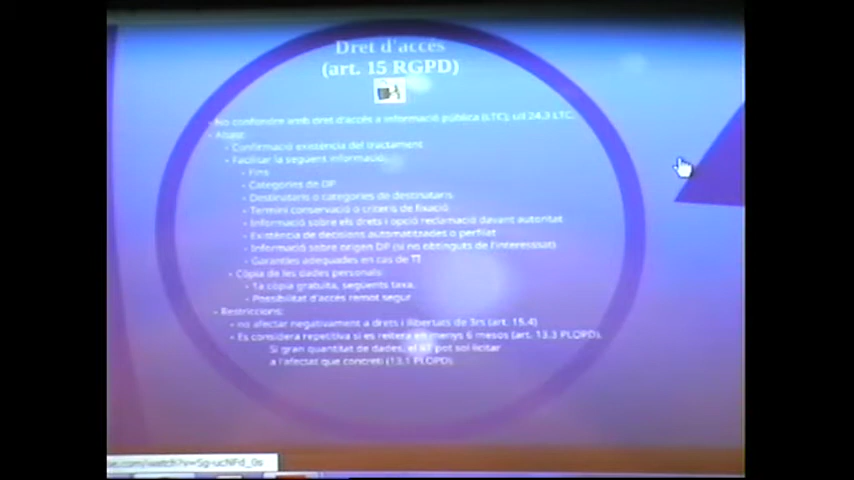 Dret d'accés
(art. 15 RGPD)
- No confondre amb dret d'accés a informació pública (LTC); ull 24.3 LTC.
- Abast:
- Confirmació existència del tractament
- Facilitar la següent informació:
- Fins
- Categories de DP
- Destinataris o categories de destinataris
- Termini conservació o criteris de fixació
- Informació sobre els drets i opció reclamació davant autoritat
- Existència de decisions automatitzades o perfilat
- Informació sobre origen DP (si no obtinguts de l'interesssat)
- Garanties adequades en cas de TI
- Còpia de les dades personals:
- 1a còpia gratuïta, següents taxa.
- Possibilitat d'accés remot segur
- Restriccions:
- no afectar negativament a drets i llibertats de 3rs (art. 15.4)
- Es considera repetitiva si es reitera en menys 6 mesos (art. 13.3 PLOPD).
Si gran quantitat de dades, el RT pot sol·licitar
a l'afectat que concreti (13.1 PLOPD).